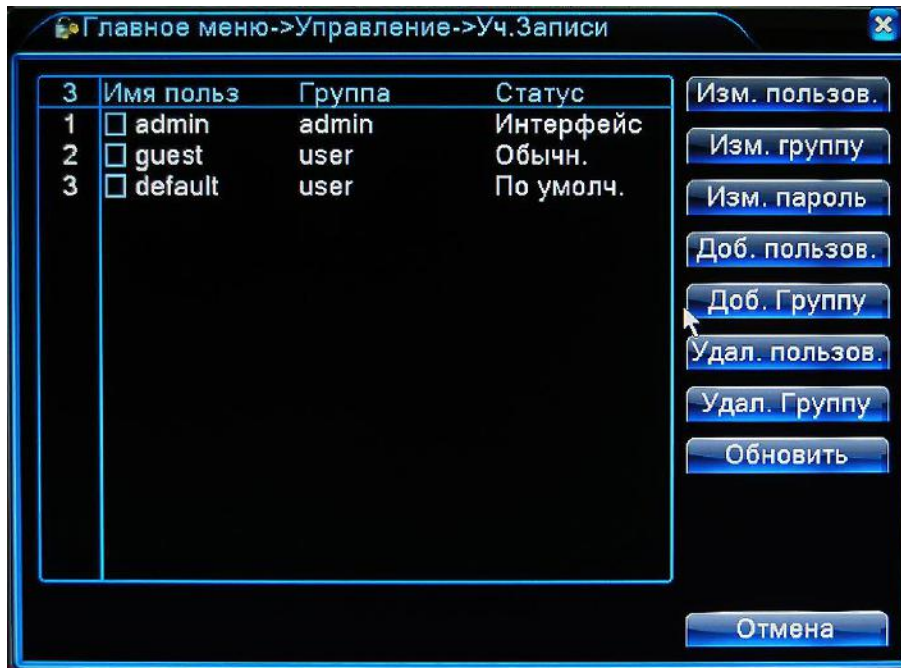 Главное меню->Управление->Уч.Записи
3 Имя польз Группа Статус
1 admin admin Интерфейс
2 guest user Обычн.
3 default user По умолч.
Изм. пользов.
Изм. группу
Изм. пароль
Доб. пользов.
Доб. Группу
Удал. пользов.
Удал. Группу
Обновить
Отмена